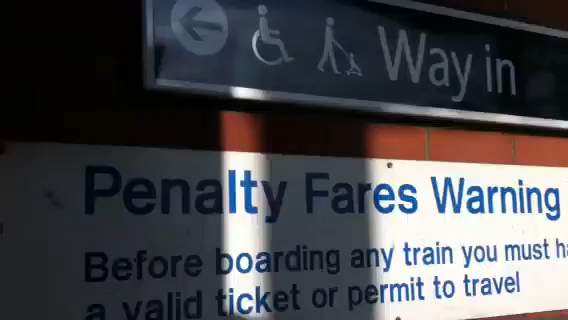 Way in
Penalty Fares Warning
Before boarding any train you must
a valid ticket or permit to travel